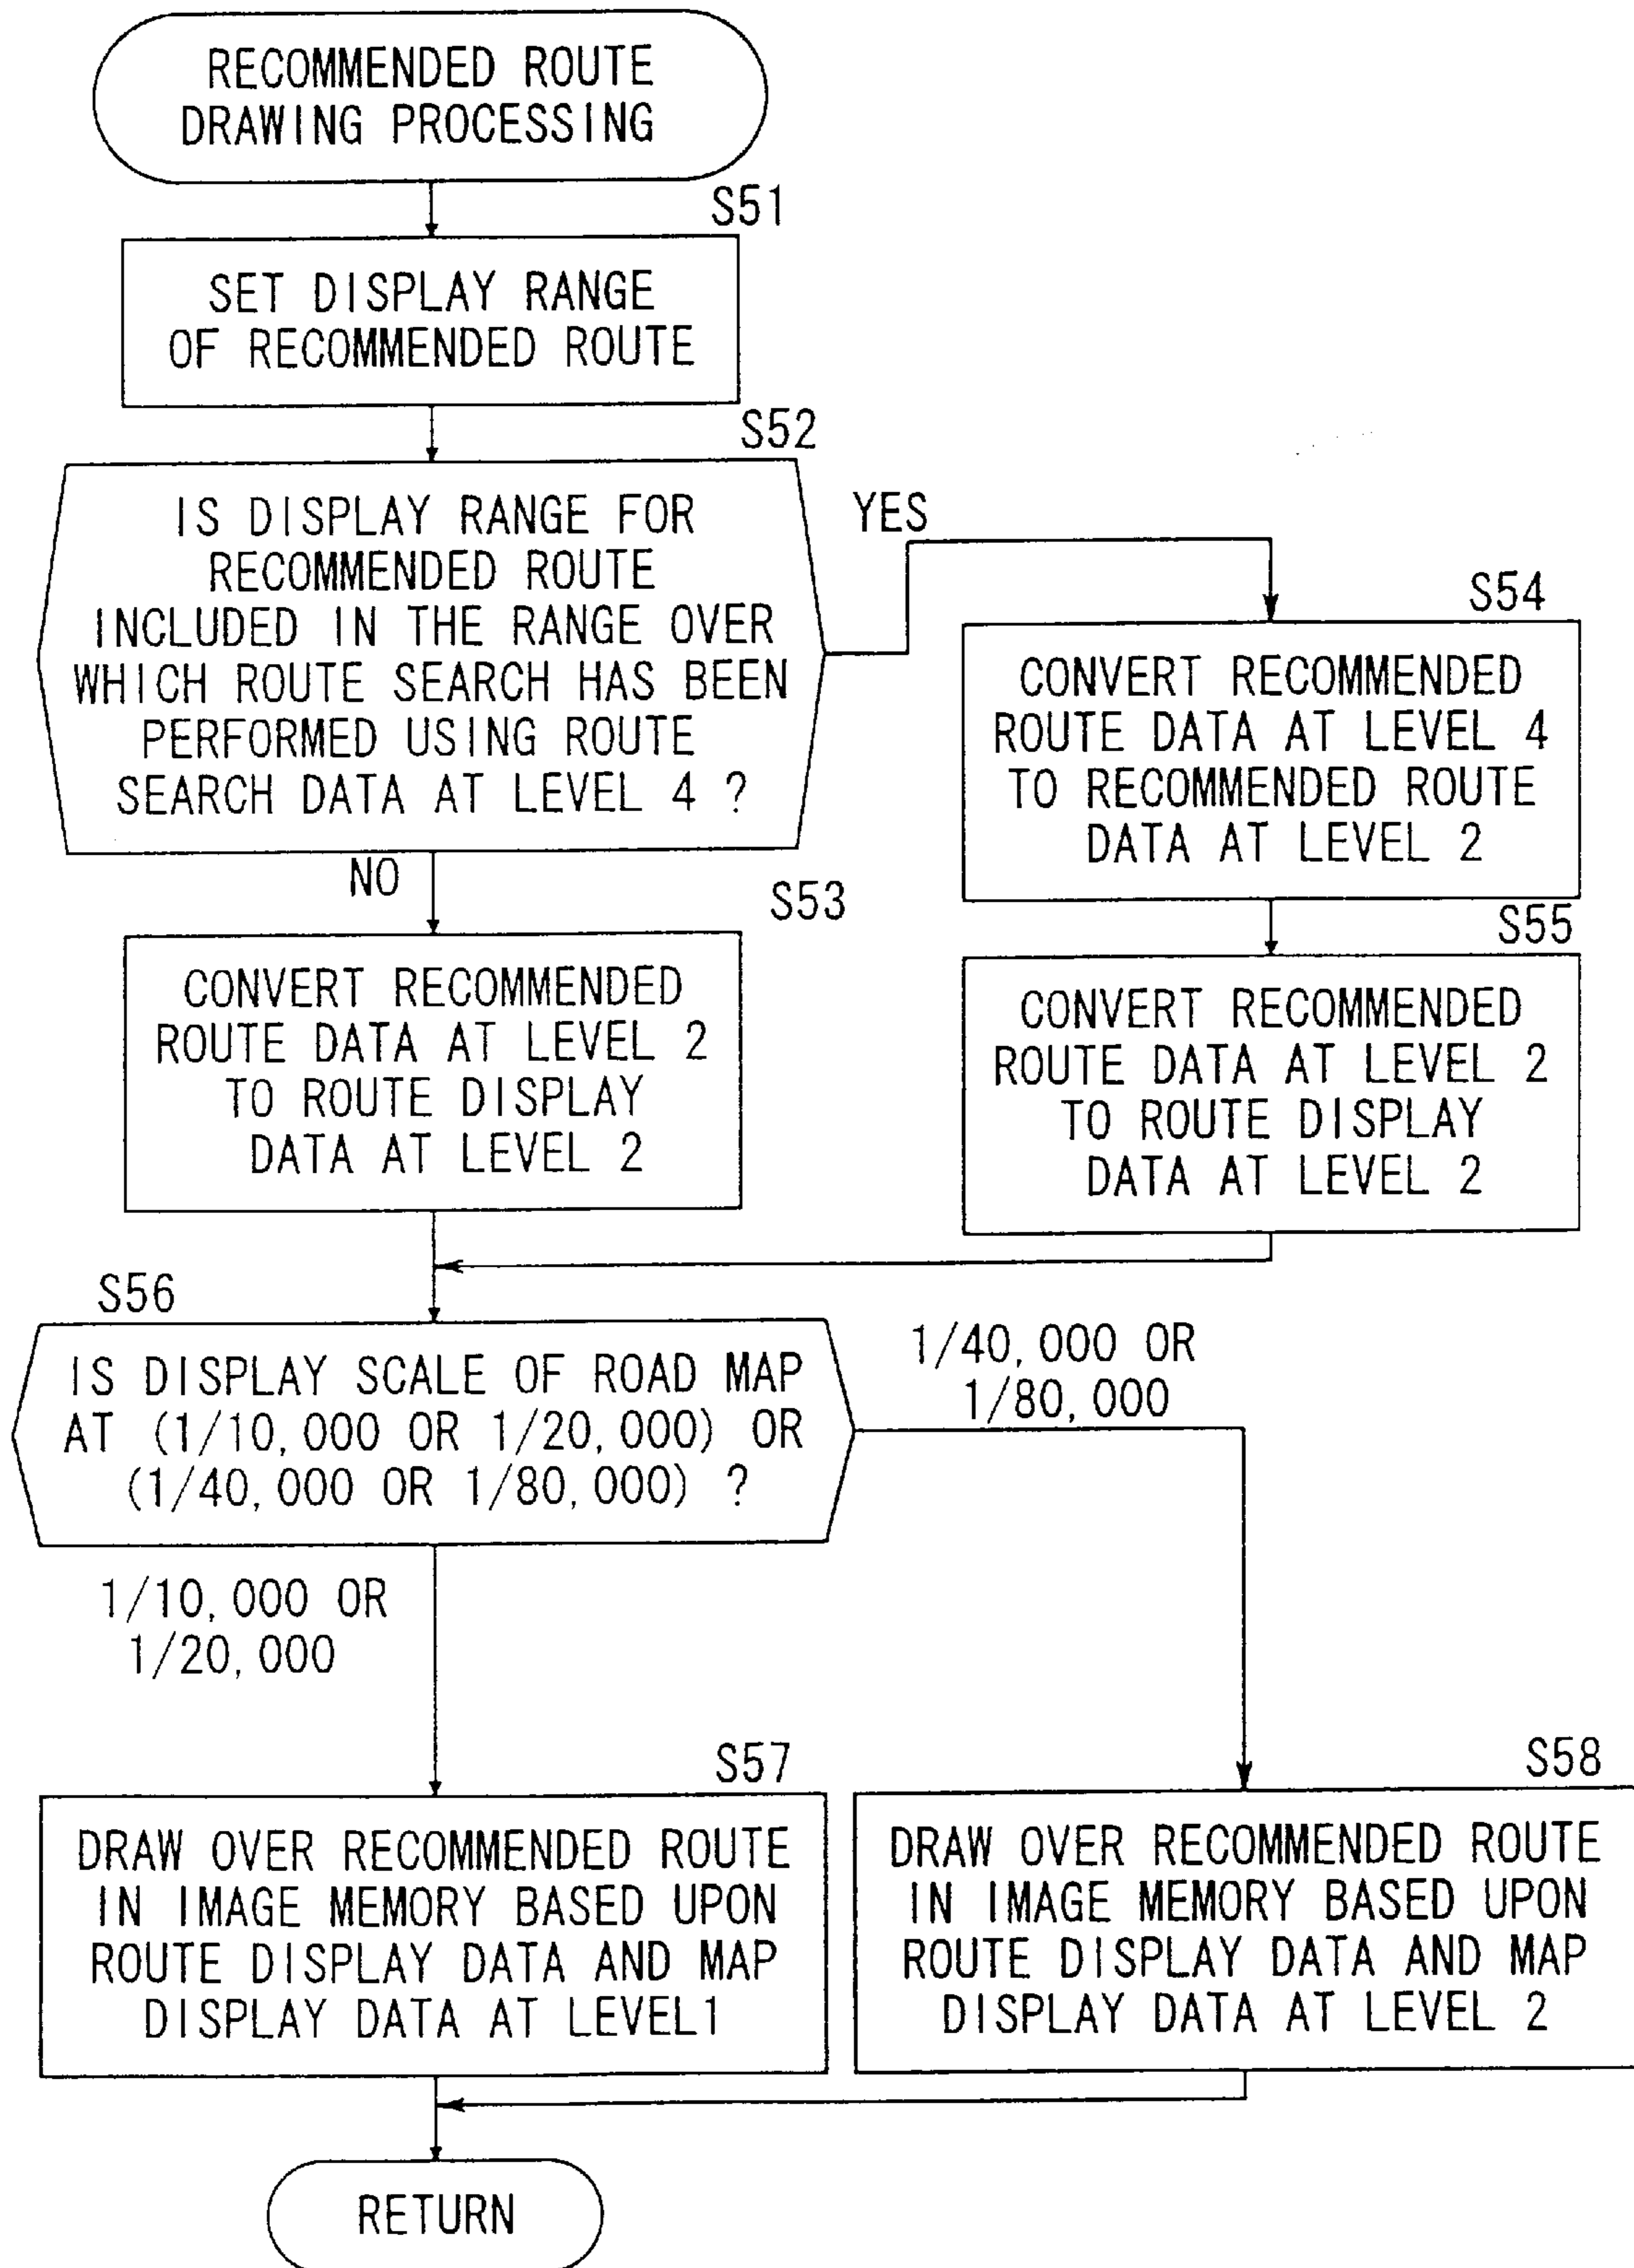 RECOMMENDED ROUTE
DRAWING PROCESSING
S51
SET DISPLAY RANGE
OF RECOMMENDED ROUTE
S52
IS DISPLAY RANGE FOR
RECOMMENDED ROUTE
INCLUDED IN THE RANGE OVER
WHICH ROUTE SEARCH HAS BEEN
PERFORMED USING ROUTE
SEARCH DATA AT LEVEL 4 ?
YES
S54
CONVERT RECOMMENDED
ROUTE DATA AT LEVEL 4
TO RECOMMENDED ROUTE
DATA AT LEVEL 2
NO
S53
CONVERT RECOMMENDED
ROUTE DATA AT LEVEL 2
TO ROUTE DISPLAY
DATA AT LEVEL 2
S55
CONVERT RECOMMENDED
ROUTE DATA AT LEVEL 2
TO ROUTE DISPLAY
DATA AT LEVEL 2
S56
IS DISPLAY SCALE OF ROAD MAP
AT (1/10,000 OR 1/20,000) OR
(1/40,000 OR 1/80,000) ?
1/40,000 OR
1/80,000
1/10,000 OR
1/20,000
S57
DRAW OVER RECOMMENDED ROUTE
IN IMAGE MEMORY BASED UPON
ROUTE DISPLAY DATA AND MAP
DISPLAY DATA AT LEVEL1
S58
DRAW OVER RECOMMENDED ROUTE
IN IMAGE MEMORY BASED UPON
ROUTE DISPLAY DATA AND MAP
DISPLAY DATA AT LEVEL 2
RETURN